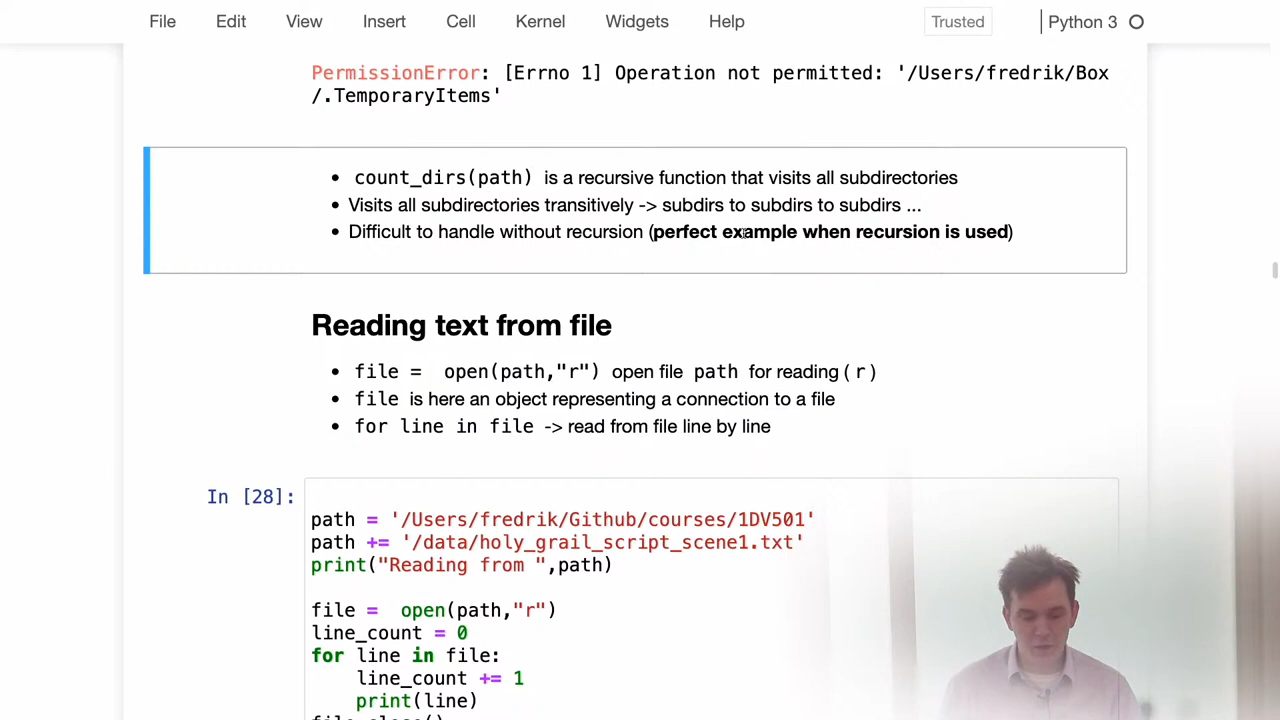 File Edit View Insert Cell Kernel Widgets Help Trusted Python 3
PermissionError: [Errno 1] Operation not permitted: '/Users/fredrik/Box
/.TemporaryItems'
• count_dirs(path) is a recursive function that visits all subdirectories
• Visits all subdirectories transitively -> subdirs to subdirs to subdirs ...
• Difficult to handle without recursion (perfect example when recursion is used)
Reading text from file
• file =  open(path,"r") open file path for reading (r)
• file is here an object representing a connection to a file
• for line in file -> read from file line by line
In [28]:
path = '/Users/fredrik/Github/courses/1DV501'
path += '/data/holy_grail_script_scene1.txt'
print("Reading from ",path)
file =  open(path,"r")
line_count = 0
for line in file:
    line_count += 1
    print(line)
file.close()